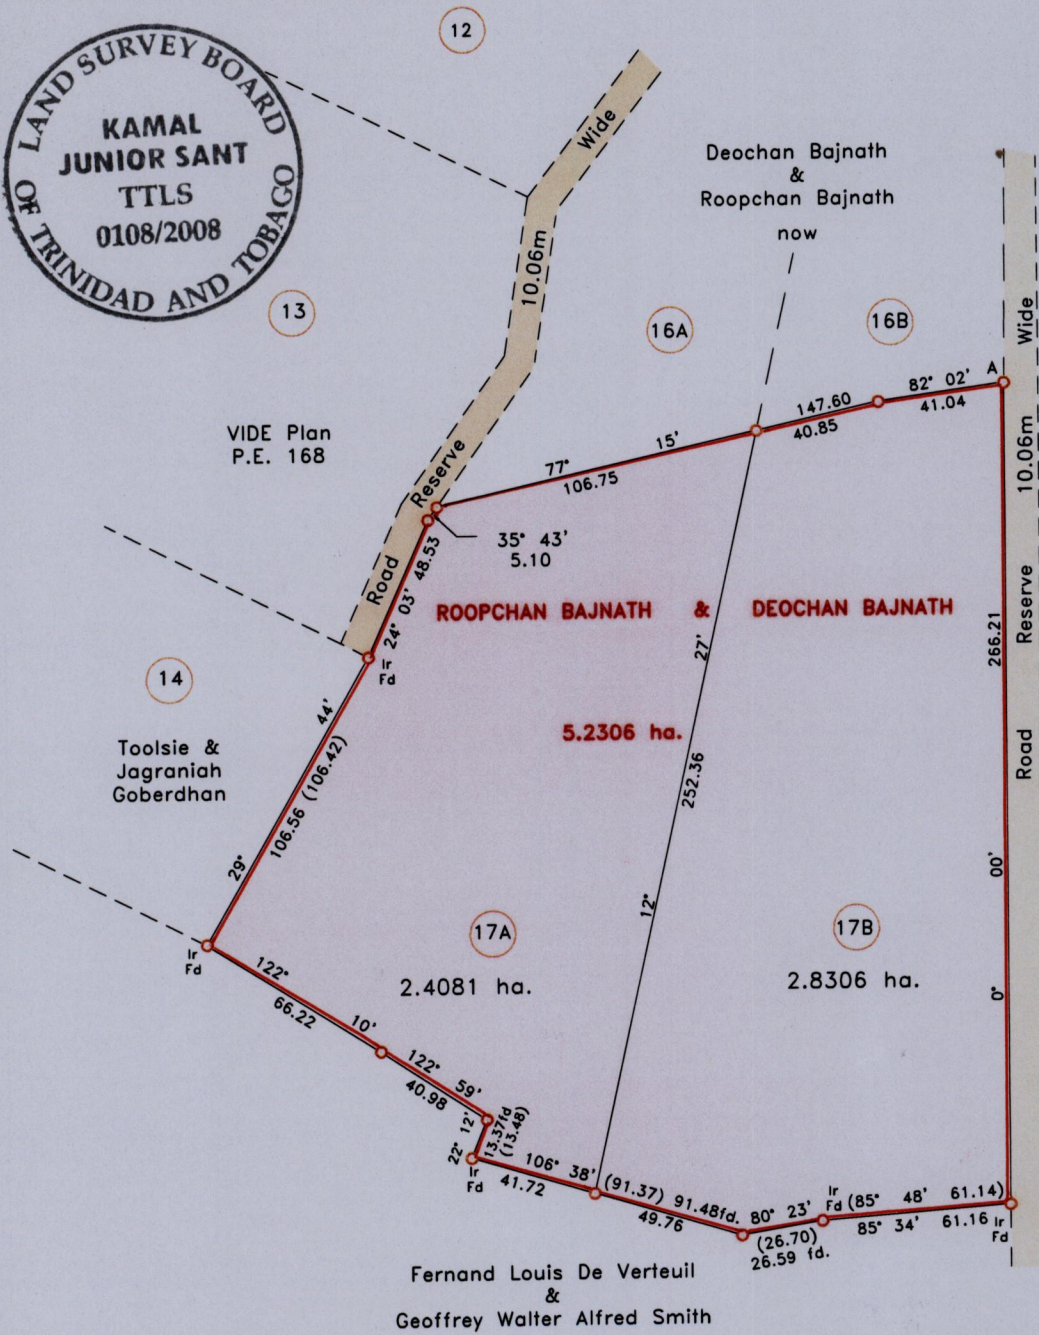 12
LAND SURVEY BOARD
OF TRINIDAD AND TOBAGO
KAMAL
JUNIOR SANT
TTLS
0108/2008
13
VIDE Plan
P.E. 168
Road Reserve 10.06m Wide
Deochan Bajnath
&
Roopchan Bajnath
now
16A
16B
Road Reserve 10.06m Wide
A
82° 02'
41.04
147.60
40.85
77° 15'
106.75
35° 43'
5.10
24° 03' 48.53
Ir
Fd
ROOPCHAN BAJNATH & DEOCHAN BAJNATH
5.2306 ha.
14
Toolsie &
Jagraniah
Goberdhan
29° 44'
106.56 (106.42)
12° 27'
252.36
0° 00' 266.21
17A
2.4081 ha.
17B
2.8306 ha.
Ir
Fd
122° 10'
66.22
122° 59'
40.98
22° 12'
13.37fd
(13.48)
Ir
Fd
106° 38' (91.37) 91.48fd.
41.72
49.76
80° 23'
(26.70)
26.59 fd.
Ir
Fd
(85° 48' 61.14)
85° 34' 61.16
Ir
Fd
Fernand Louis De Verteuil
&
Geoffrey Walter Alfred Smith